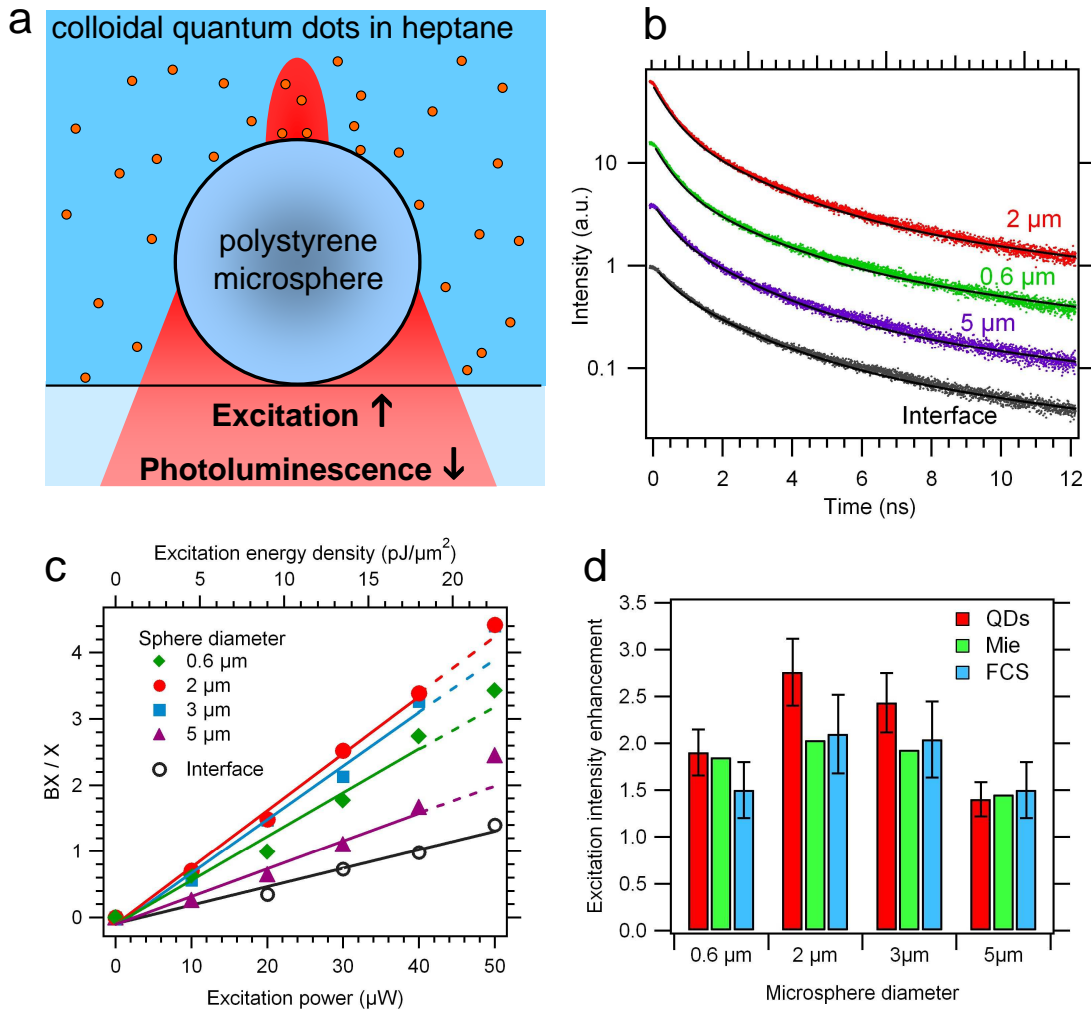 a
colloidal quantum dots in heptane
polystyrene
microsphere
Excitation ↑
Photoluminescence ↓
b
Intensity (a.u.)
10
1
0.1
2 µm
0.6 µm
5 µm
Interface
0 2 4 6 8 10 12
Time (ns)
c
Excitation energy density (pJ/µm²)
0 5 10 15 20
BX / X
4
3
2
1
0
Sphere diameter
0.6 µm
2 µm
3 µm
5 µm
Interface
0 10 20 30 40 50
Excitation power (µW)
d
Excitation intensity enhancement
3.5
3.0
2.5
2.0
1.5
1.0
0.5
0.0
QDs
Mie
FCS
0.6 µm 2 µm 3µm 5µm
Microsphere diameter